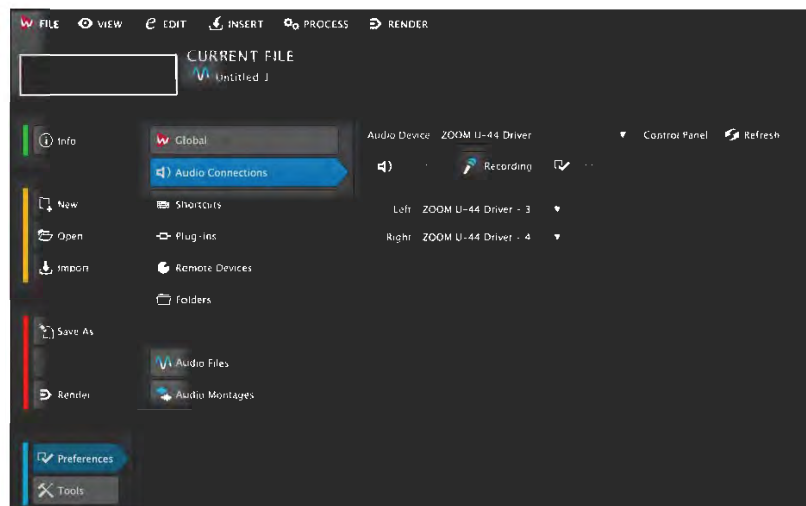 FILE VIEW EDIT INSERT PROCESS RENDER
CURRENT FILE
Untitled 1
Info Global Audio Device ZOOM U-44 Driver Control Panel Refresh
Audio Connections Recording
New Shortcuts Left ZOOM U-44 Driver - 3
Open Plug-ins Right ZOOM U-44 Driver - 4
Import Remote Devices
Folders
Save As
Audio Files
Render Audio Montages
Preferences
Tools